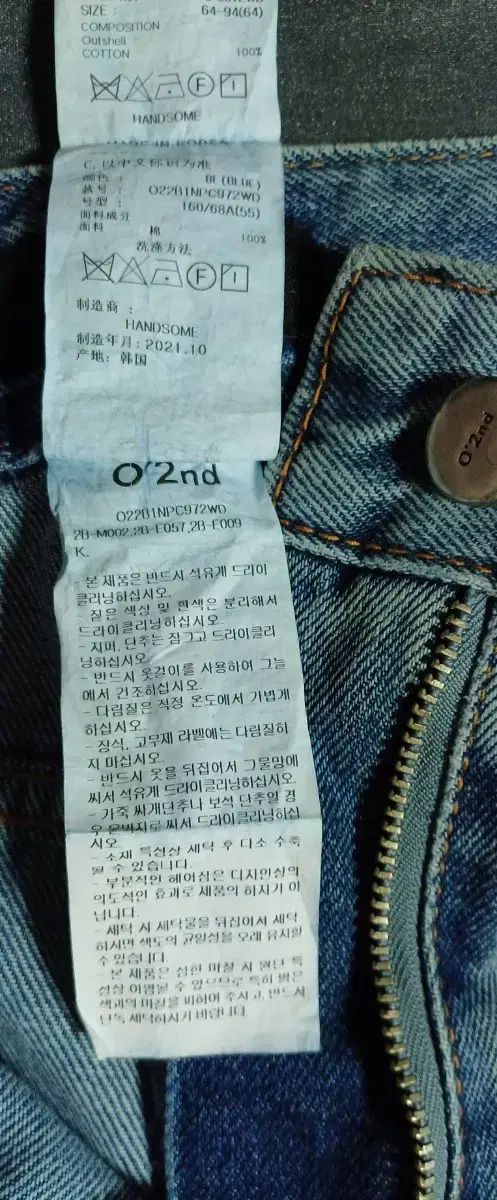 SIZE : 64-94(64)
COMPOSITION
Outshell
COTTON 100%
F
HANDSOME
MADE IN KOREA
C. 以中文标识为准
颜色 : BL(BLUE)
款号 : O22B1NPC972WD
号型 : 160/68A(55)
面料成分
面料 棉 100%
洗涤方法
F
制造商 :
HANDSOME
制造年月: 2021.10
产地: 韩国
O'2nd
O22B1NPC972WD
2B-M002,2B-E057,2B-E009
K.
- 본 제품은 반드시 석유계 드라이
클리닝하십시오.
- 짙은 색상 및 흰색은 분리해서
드라이클리닝하십시오.
- 지퍼, 단추는 잠그고 드라이클리
닝하십시오.
- 반드시 옷걸이를 사용하여 그늘
에서 건조하십시오.
- 다림질은 적정 온도에서 가볍게
하십시오.
- 장식, 고무재 라벨에는 다림질하
지 마십시오.
- 반드시 옷을 뒤집어서 그물망에
씌서 석유계 드라이클리닝하십시오.
- 가죽 싸개단추나 보석 단추일 경
우 은박지로 싸서 드라이클리닝하십
시오.
- 소재 특성상 세탁 후 다소 수축
될 수 있습니다.
- 부분적인 헤어짐은 디자인상의
의도적인 효과로 제품의 하자가 아
닙니다.
- 세탁 시 세탁물을 뒤집어서 세탁
하시면 색도의 균일성을 오래 유지할
수 있습니다.
- 본 제품은 심한 마찰 시 원단 특
성상 이염될 수 있으므로 특히 밝은
색과의 마찰을 피하여 주시고, 반드시
단독 세탁하시기 바랍니다.
O'2nd